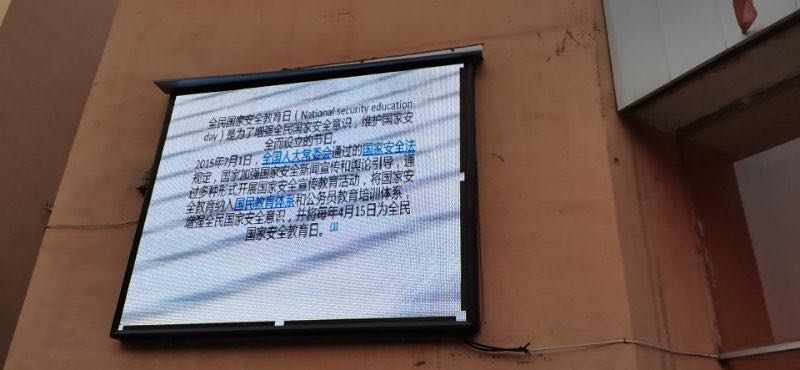 全民国家安全教育日（National security education
day）是为了增强全民国家安全意识，维护国家安
全而设立的节日。
2015年7月1日，全国人大常委会通过的国家安全法
规定，国家加强国家安全新闻宣传和舆论引导，通
过多种形式开展国家安全宣传教育活动，将国家安
全教育纳入国民教育体系和公务员教育培训体系，
增强全民国家安全意识，并将每年4月15日为全民
国家安全教育日。[1]